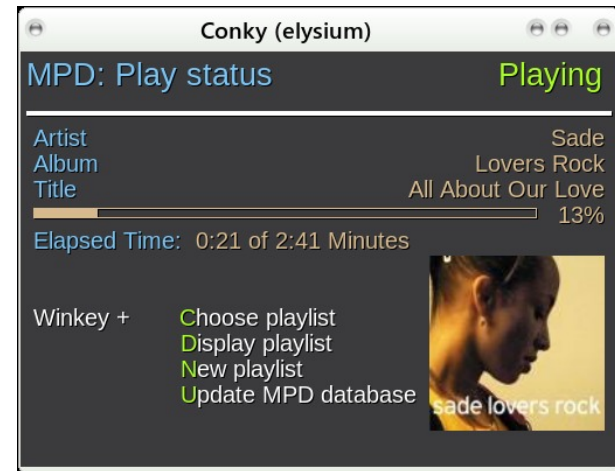 Conky (elysium)
MPD: Play status Playing
Artist Sade
Album Lovers Rock
Title All About Our Love
13%
Elapsed Time: 0:21 of 2:41 Minutes
Winkey + Choose playlist
Display playlist
New playlist
Update MPD database
sade lovers rock